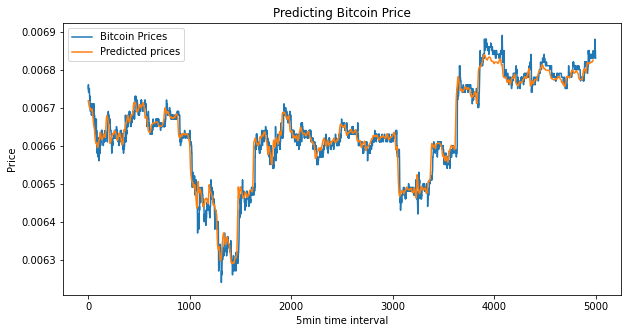 Predicting Bitcoin Price
Bitcoin Prices
Predicted prices
0.0069
0.0068
0.0067
0.0066
0.0065
0.0064
0.0063
Price
0 1000 2000 3000 4000 5000
5min time interval